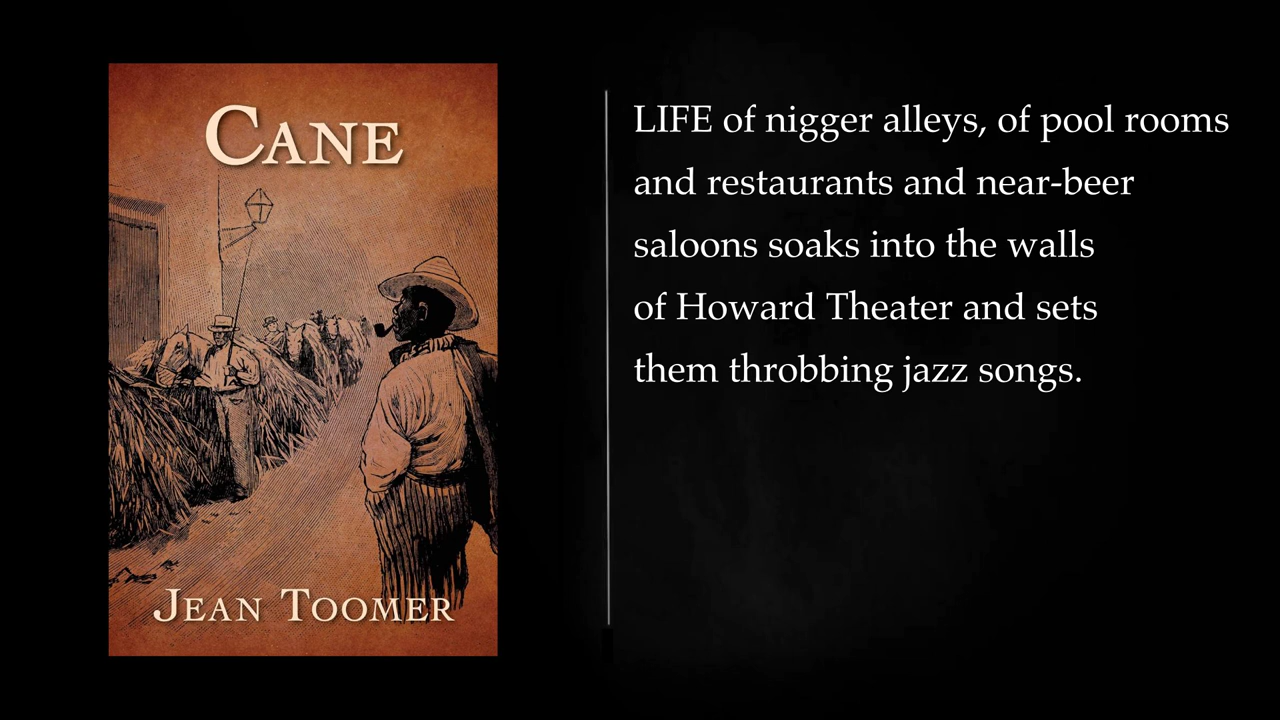 CANE
JEAN TOOMER
LIFE of nigger alleys, of pool rooms
and restaurants and near-beer
saloons soaks into the walls
of Howard Theater and sets
them throbbing jazz songs.